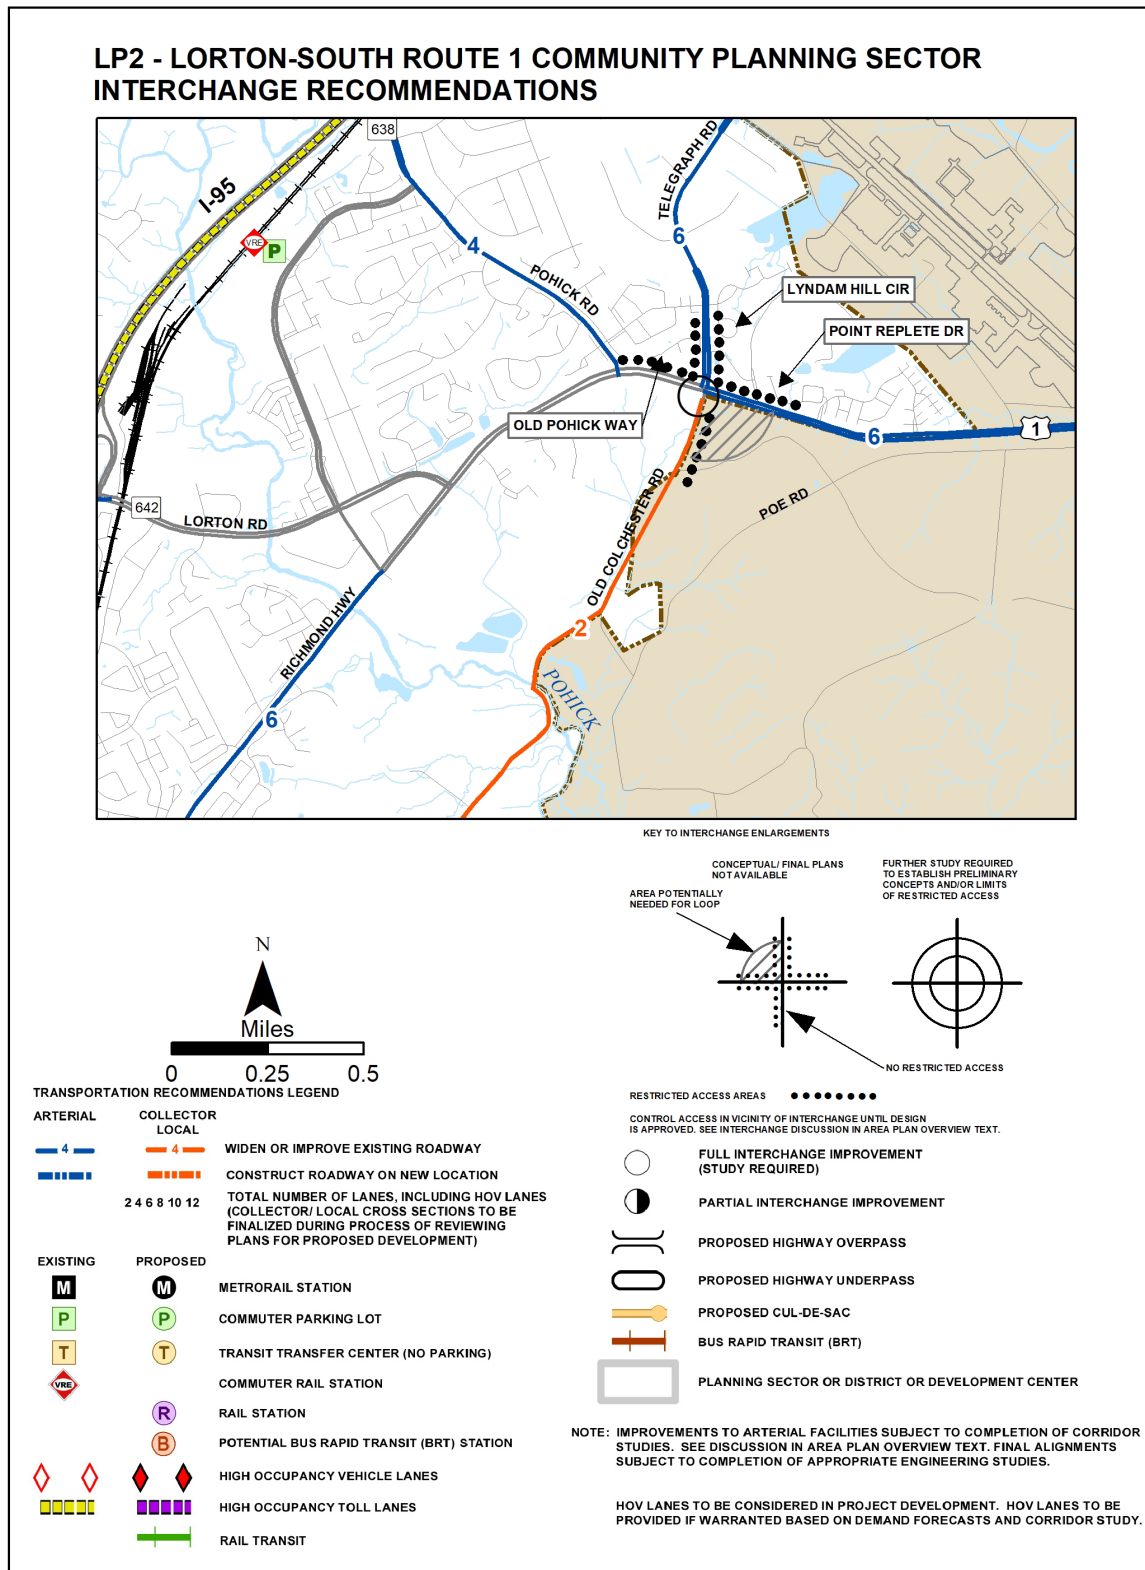 LP2 - LORTON-SOUTH ROUTE 1 COMMUNITY PLANNING SECTOR
INTERCHANGE RECOMMENDATIONS
638
I-95
TELEGRAPH RD
VRE
P
4
6
POHICK RD
LYNDAM HILL CIR
POINT REPLETE DR
OLD POHICK WAY
6
1
642
LORTON RD
OLD COLCHESTER RD
POE RD
RICHMOND HWY
2
POHICK
6
KEY TO INTERCHANGE ENLARGEMENTS
CONCEPTUAL/ FINAL PLANS
NOT AVAILABLE
FURTHER STUDY REQUIRED
TO ESTABLISH PRELIMINARY
CONCEPTS AND/OR LIMITS
OF RESTRICTED ACCESS
AREA POTENTIALLY
NEEDED FOR LOOP
NO RESTRICTED ACCESS
N
Miles
0 0.25 0.5
TRANSPORTATION RECOMMENDATIONS LEGEND
ARTERIAL
COLLECTOR
LOCAL
4 4 WIDEN OR IMPROVE EXISTING ROADWAY
CONSTRUCT ROADWAY ON NEW LOCATION
2 4 6 8 10 12
TOTAL NUMBER OF LANES, INCLUDING HOV LANES
(COLLECTOR/ LOCAL CROSS SECTIONS TO BE
FINALIZED DURING PROCESS OF REVIEWING
PLANS FOR PROPOSED DEVELOPMENT)
EXISTING PROPOSED
M M METRORAIL STATION
P P COMMUTER PARKING LOT
T T TRANSIT TRANSFER CENTER (NO PARKING)
VRE COMMUTER RAIL STATION
R RAIL STATION
B POTENTIAL BUS RAPID TRANSIT (BRT) STATION
HIGH OCCUPANCY VEHICLE LANES
HIGH OCCUPANCY TOLL LANES
RAIL TRANSIT
RESTRICTED ACCESS AREAS
CONTROL ACCESS IN VICINITY OF INTERCHANGE UNTIL DESIGN
IS APPROVED. SEE INTERCHANGE DISCUSSION IN AREA PLAN OVERVIEW TEXT.
FULL INTERCHANGE IMPROVEMENT
(STUDY REQUIRED)
PARTIAL INTERCHANGE IMPROVEMENT
PROPOSED HIGHWAY OVERPASS
PROPOSED HIGHWAY UNDERPASS
PROPOSED CUL-DE-SAC
BUS RAPID TRANSIT (BRT)
PLANNING SECTOR OR DISTRICT OR DEVELOPMENT CENTER
NOTE: IMPROVEMENTS TO ARTERIAL FACILITIES SUBJECT TO COMPLETION OF CORRIDOR
STUDIES. SEE DISCUSSION IN AREA PLAN OVERVIEW TEXT. FINAL ALIGNMENTS
SUBJECT TO COMPLETION OF APPROPRIATE ENGINEERING STUDIES.
HOV LANES TO BE CONSIDERED IN PROJECT DEVELOPMENT. HOV LANES TO BE
PROVIDED IF WARRANTED BASED ON DEMAND FORECASTS AND CORRIDOR STUDY.